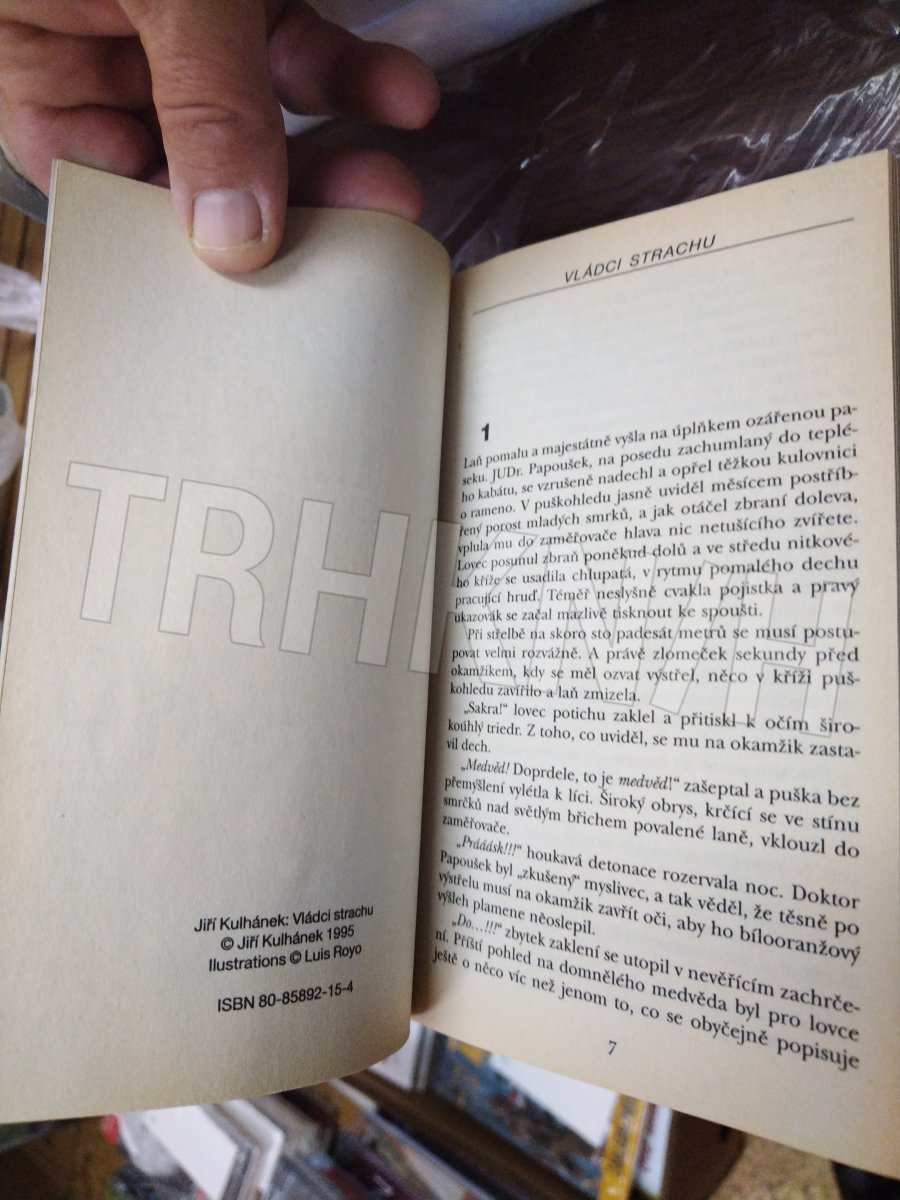 Jiří Kulhánek: Vládci strachu
© Jiří Kulhánek 1995
Ilustrations © Luis Royo
ISBN 80-85892-15-4
VLÁDCI STRACHU
1
Laň pomalu a majestátně vyšla na úplňkem ozářenou pa-
seku. JUDr. Papoušek, na posedu zachumlaný do teplé-
ho kabátu, se vzrušeně nadechl a opřel těžkou kulovnici
o rameno. V puškohledu jasně uviděl měsícem postříb-
řený porost mladých smrků, a jak otáčel zbraní doleva,
vplula mu do zaměřovače hlava nic netušícího zvířete.
Lovec posunul zbraň poněkud dolů a ve středu nitkové-
ho kříže se usadila chlupatá, v rytmu pomalého dechu
pracující hruď. Téměř neslyšně cvakla pojistka a pravý
ukazovák se začal mazlivě tisknout ke spoušti.
Při střelbě na skoro sto padesát metrů se musí postu-
povat velmi rozvážně. A právě zlomeček sekundy před
okamžikem, kdy se měl ozvat výstřel, něco v kříži puš-
kohledu zavířilo a laň zmizela.
„Sakra!“ lovec potichu zaklel a přitiskl k očím širo-
koúhlý triedr. Z toho, co uviděl, se mu na okamžik zasta-
vil dech.
„Medvěd! Doprdele, to je medvěd!“ zašeptal a puška bez
přemýšlení vylétla k líci. Široký obrys, krčící se ve stínu
smrčků nad světlým břichem povalené laně, vklouzl do
zaměřovače.
„Práááásk!!!“ houkavá detonace rozervala noc. Doktor
Papoušek byl „zkušený“ myslivec, a tak věděl, že těsně po
výstřelu musí na okamžik zavřít oči, aby ho bílooranžový
výšleh plamene neoslepil.
„Do…!!!“ zbytek zaklení se utopil v nevěřícím zachrče-
ní. Příští pohled na domnělého medvěda byl pro lovce
ještě o něco víc než jenom to, co se obyčejně popisuje
7
TRHKNIH